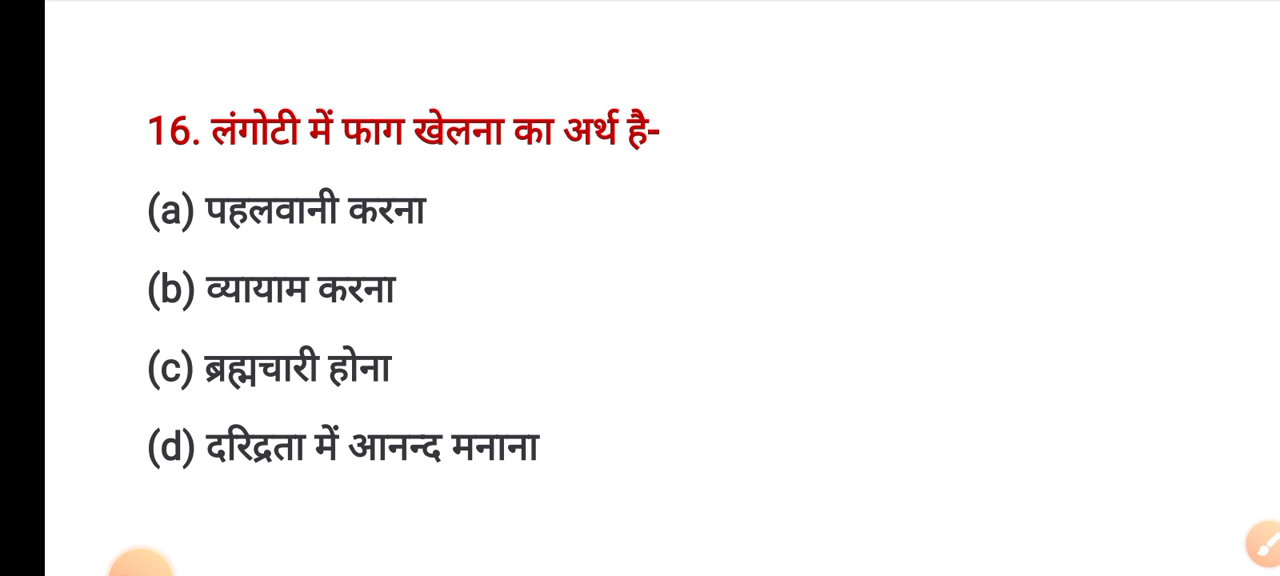 16. लंगोटी में फाग खेलना का अर्थ है-
(a) पहलवानी करना
(b) व्यायाम करना
(c) ब्रह्मचारी होना
(d) दरिद्रता में आनन्द मनाना